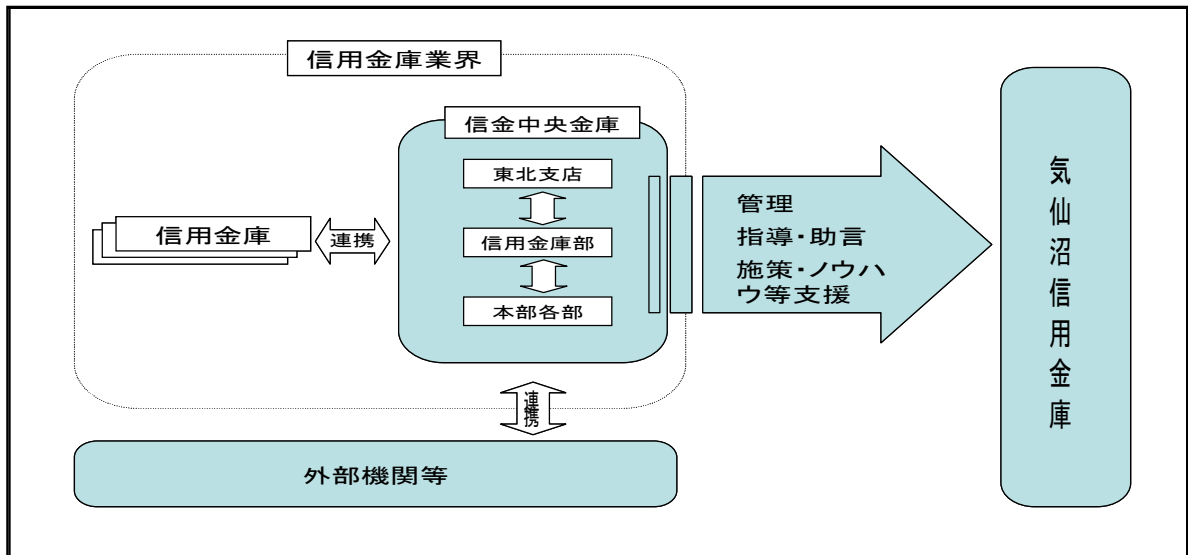 信用金庫業界
信金中央金庫
東北支店
信用金庫
連携
信用金庫部
本部各部
管理
指導・助言
施策・ノウハ
ウ等支援
気仙沼信用金庫
連携
外部機関等